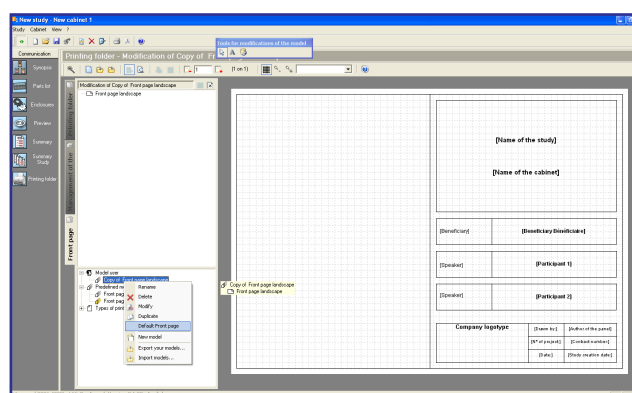 New study - New cabinet 1
Study Cabinet View ?
Tools for modifications of the model
Communication
Printing folder - Modification of Copy of Fr
1
(1 on 1)
Synopsis
Parts list
Enclosures
Preview
Summary
Summary
Study
Printing folder
Printing folder
Management of the
Front page
Modification of Copy of Front page landscape
Front page landscape
Model user
Copy of Front page landscape
Predefined m
Front pag
Front pag
Types of print
Rename
Delete
Modify
Duplicate
Default Front page
New model
Export your models...
Import models...
Copy of Front page landscape
Front page landscape
[Name of the study]
[Name of the cabinet]
[Beneficiary]
[Beneficiary Bénéficiaire]
[Speaker]
[Participant 1]
[Speaker]
[Participant 2]
Company logotype
[Drawn by:]
[Author of the panel]
[N° of project:]
[Contract number:]
[Date:]
[Study creation date:]